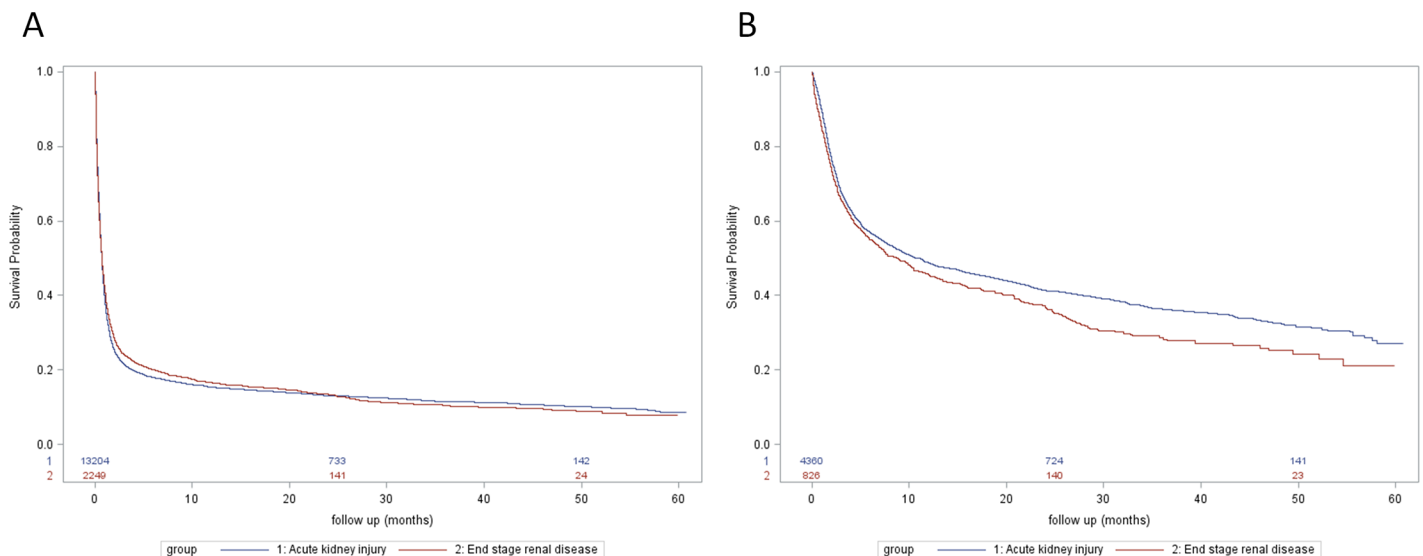 A
B
1.0
0.8
0.6
0.4
0.2
0.0
Survival Probability
1 13204 733 142
2 2249 141 24
0 10 20 30 40 50 60
follow up (months)
group 1: Acute kidney injury 2: End stage renal disease
1.0
0.8
0.6
0.4
0.2
0.0
Survival Probability
1 4360 724 141
2 826 140 23
0 10 20 30 40 50 60
follow up (months)
group 1: Acute kidney injury 2: End stage renal disease